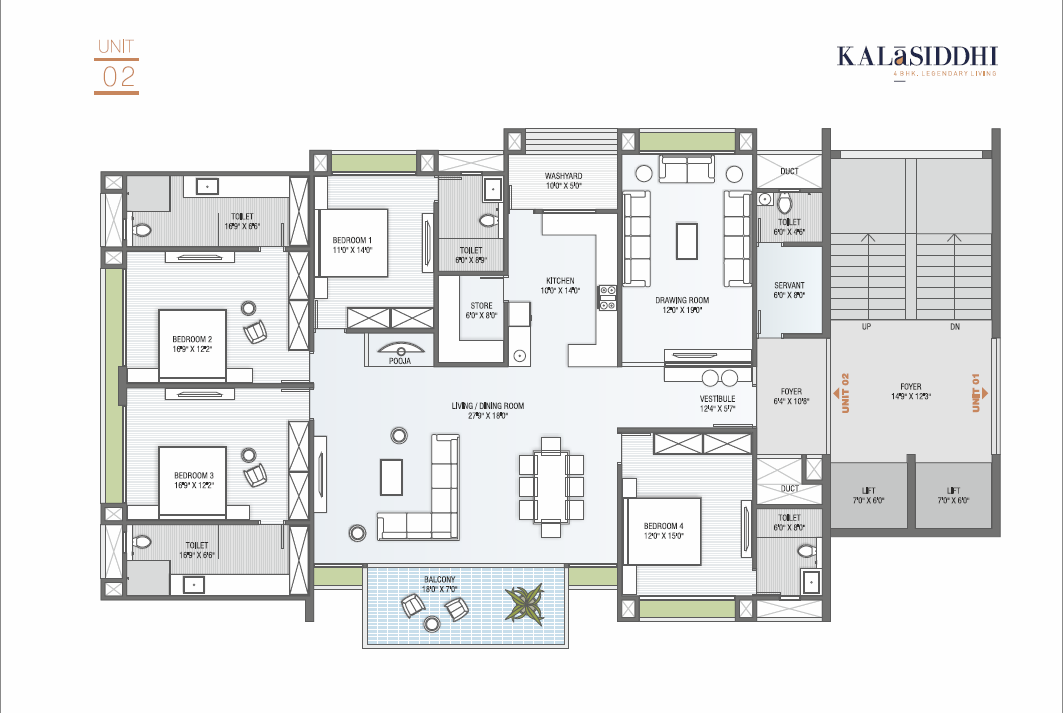 UNIT
02
KALāSIDDHI
4 BHK. LEGENDARY LIVING
WASHYARD
10'0" X 5'0"
DUCT
TOILET
16'9" X 6'6"
BEDROOM 1
11'0" X 14'0"
TOILET
6'0" X 8'9"
TOILET
6'0" X 4'6"
KITCHEN
10'0" X 14'0"
SERVANT
6'0" X 8'0"
STORE
6'0" X 8'0"
DRAWING ROOM
12'0" X 19'0"
UP
DN
BEDROOM 2
16'9" X 12'2"
POOJA
FOYER
6'4" X 10'8"
UNIT 02
FOYER
14'9" X 12'3"
UNIT 01
VESTIBULE
12'4" X 5'7"
LIVING / DINING ROOM
27'9" X 18'0"
BEDROOM 3
16'9" X 12'2"
DUCT
LIFT
7'0" X 6'0"
LIFT
7'0" X 6'0"
BEDROOM 4
12'0" X 15'0"
TOILET
6'0" X 8'0"
TOILET
16'9" X 6'6"
BALCONY
18'0" X 7'0"